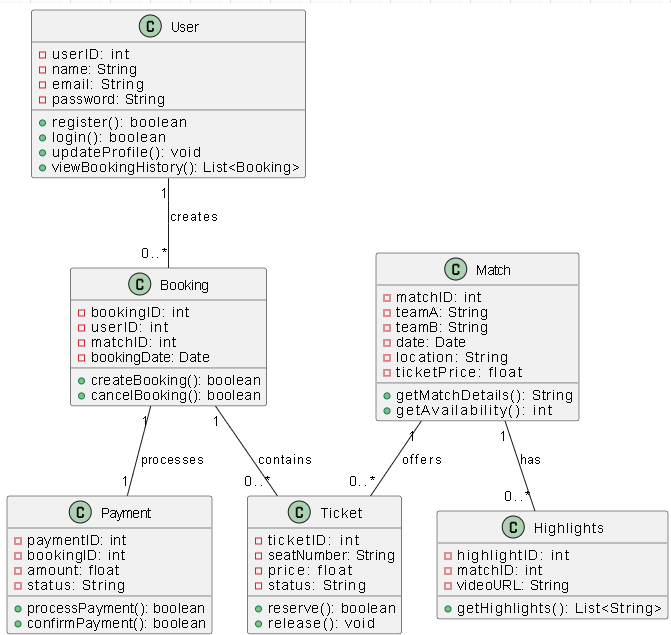 C User
userID: int
name: String
email: String
password: String
register(): boolean
login(): boolean
updateProfile(): void
viewBookingHistory(): List<Booking>
1
creates
0..*
C Booking
bookingID: int
userID: int
matchID: int
bookingDate: Date
createBooking(): boolean
cancelBooking(): boolean
C Match
matchID: int
teamA: String
teamB: String
date: Date
location: String
ticketPrice: float
getMatchDetails(): String
getAvailability(): int
1
processes
1
1
contains
0..*
1
offers
0..*
1
has
0..*
C Payment
paymentID: int
bookingID: int
amount: float
status: String
processPayment(): boolean
confirmPayment(): boolean
C Ticket
ticketID: int
seatNumber: String
price: float
status: String
reserve(): boolean
release(): void
C Highlights
highlightID: int
matchID: int
videoURL: String
getHighlights(): List<String>